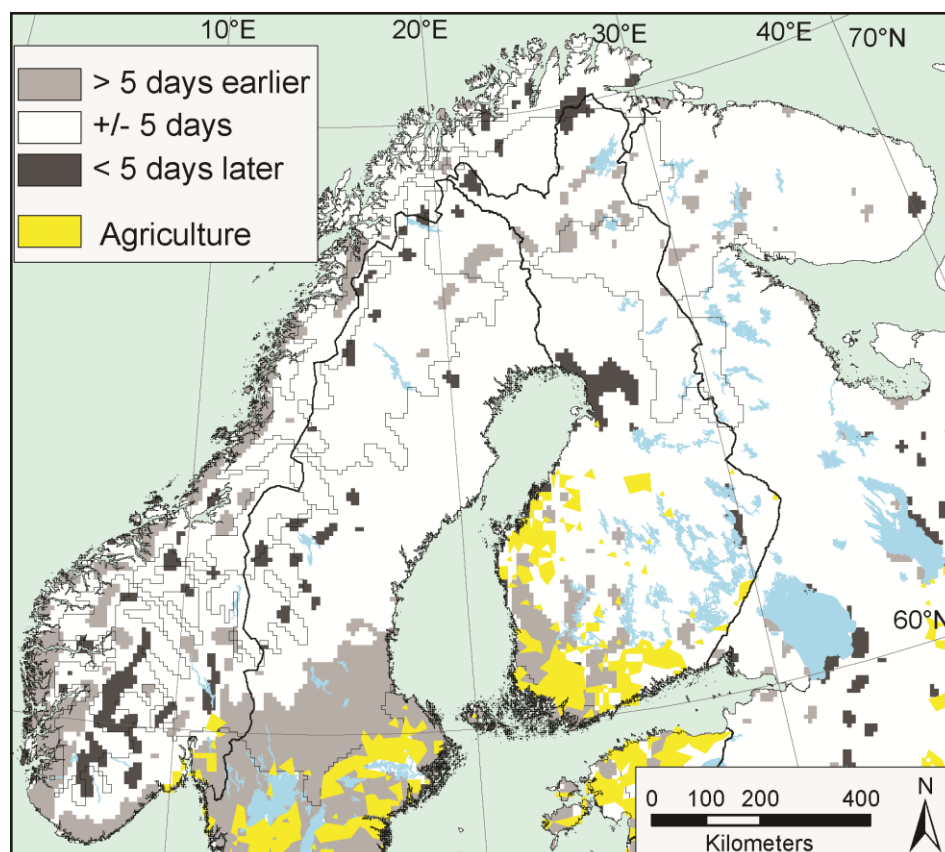 10°E
20°E
30°E
40°E
70°N
> 5 days earlier
+/- 5 days
< 5 days later
Agriculture
60°N
0 100 200 400
Kilometers
N